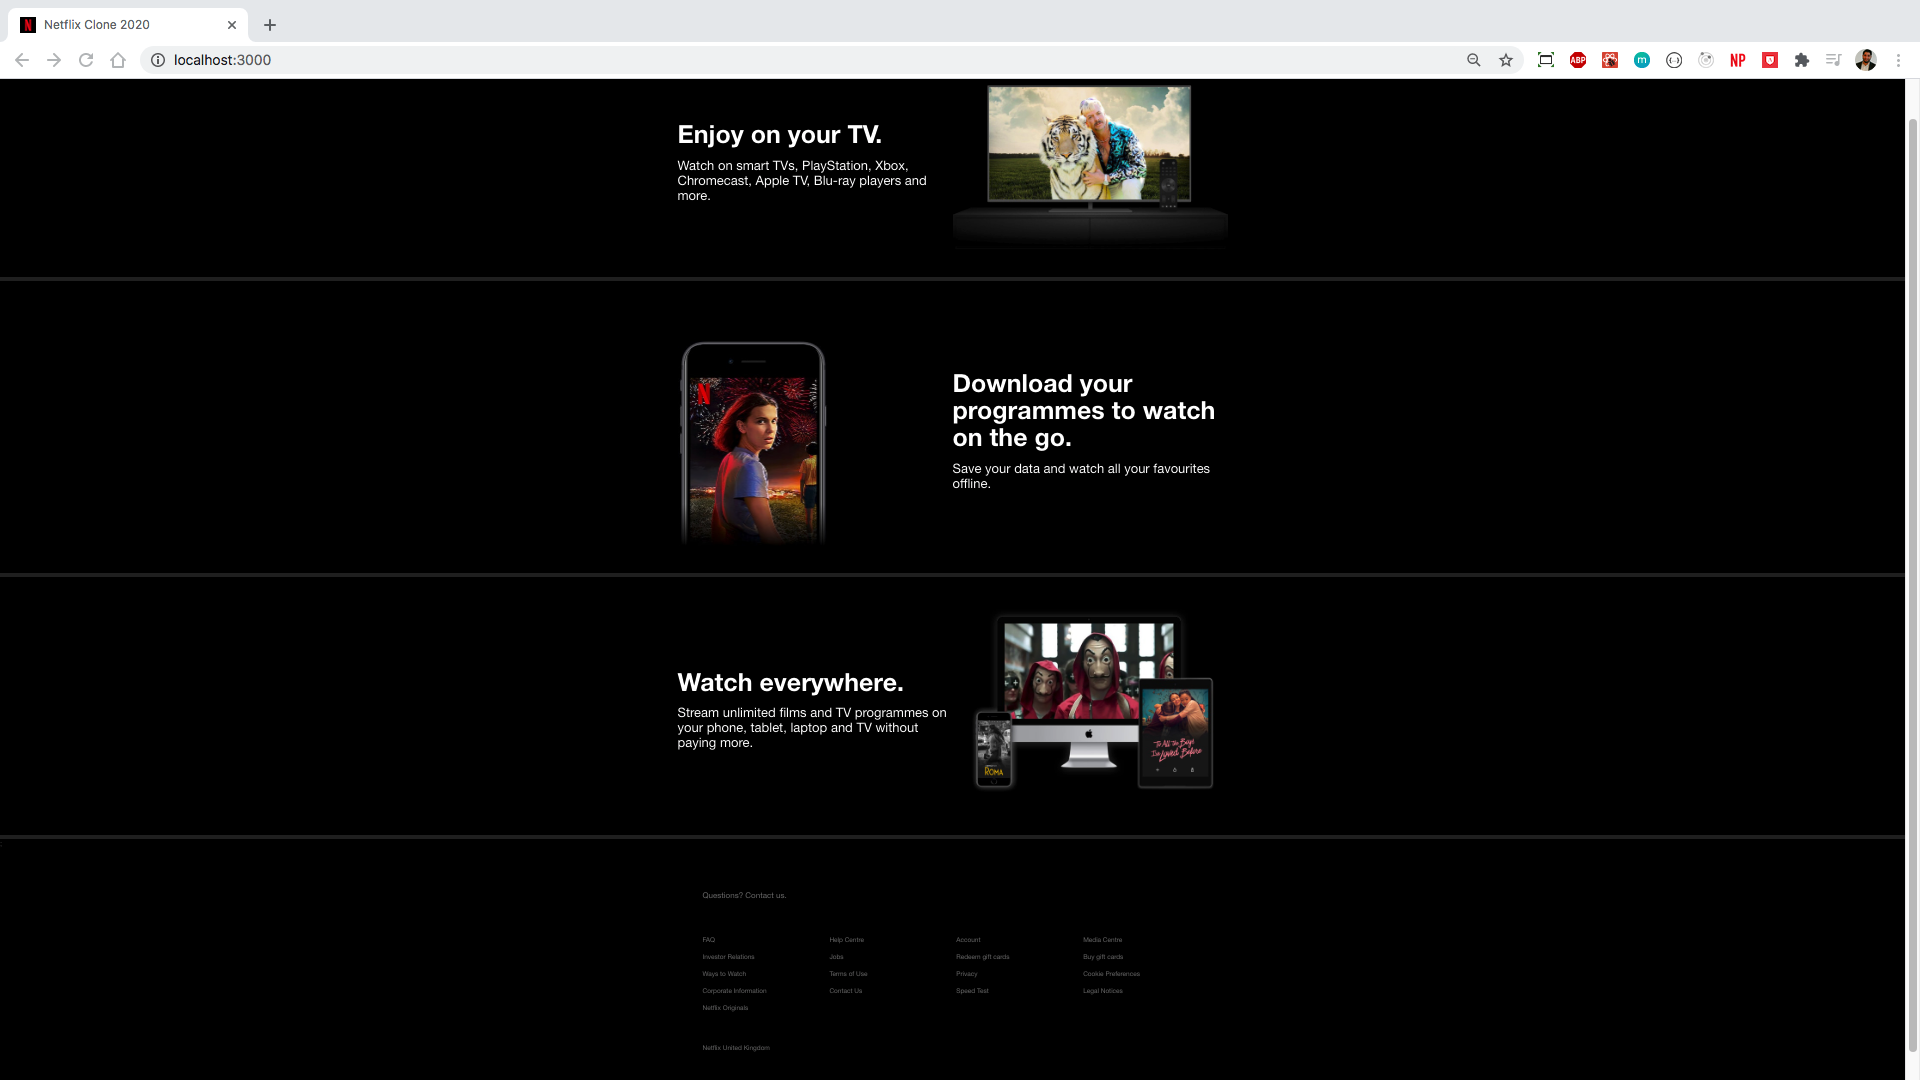 Netflix Clone 2020
localhost:3000
ABP
m
NP
Enjoy on your TV.
Watch on smart TVs, PlayStation, Xbox,
Chromecast, Apple TV, Blu-ray players and
more.
N
Download your
programmes to watch
on the go.
Save your data and watch all your favourites
offline.
Watch everywhere.
Stream unlimited films and TV programmes on
your phone, tablet, laptop and TV without
paying more.
ROMA
To All the Boys
I've Loved Before
Questions? Contact us.
FAQ
Help Centre
Account
Media Centre
Investor Relations
Jobs
Redeem gift cards
Buy gift cards
Ways to Watch
Terms of Use
Privacy
Cookie Preferences
Corporate Information
Contact Us
Speed Test
Legal Notices
Netflix Originals
Netflix United Kingdom